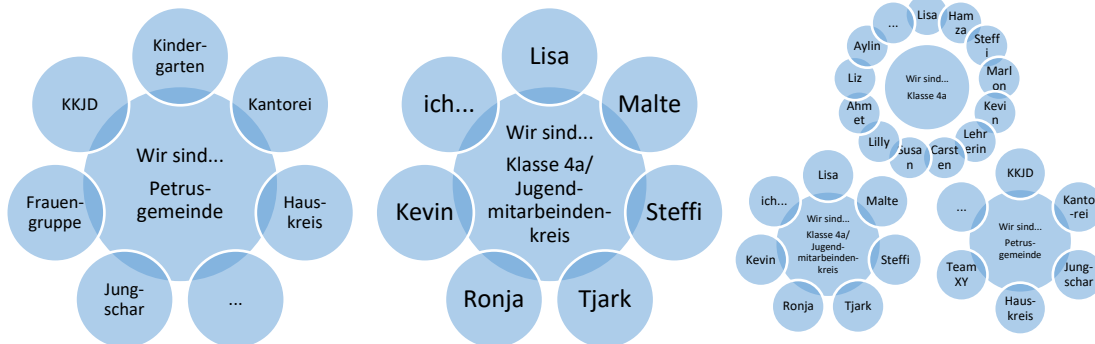 Kinder-
garten
Kantorei
Haus-
kreis
...
Jung-
schar
Frauen-
gruppe
KKJD
Wir sind...
Petrus-
gemeinde
Lisa
Malte
Steffi
Tjark
Ronja
Kevin
ich...
Wir sind...
Klasse 4a/
Jugend-
mitarbeinden-
kreis
Lisa
Ham
za
Steff
i
Marl
on
Kevi
n
Lehr
erin
Carst
en
Susa
n
Lilly
Ahm
et
Liz
Aylin
...
Wir sind...
Klasse 4a
Lisa
Malte
Steffi
Tjark
Ronja
Kevin
ich...
Wir sind...
Klasse 4a/
Jugend-
mitarbeinden-
kreis
KKJD
Kanto
-rei
Jung-
schar
Haus-
kreis
Team
XY
...
Wir sind...
Petrus-
gemeinde